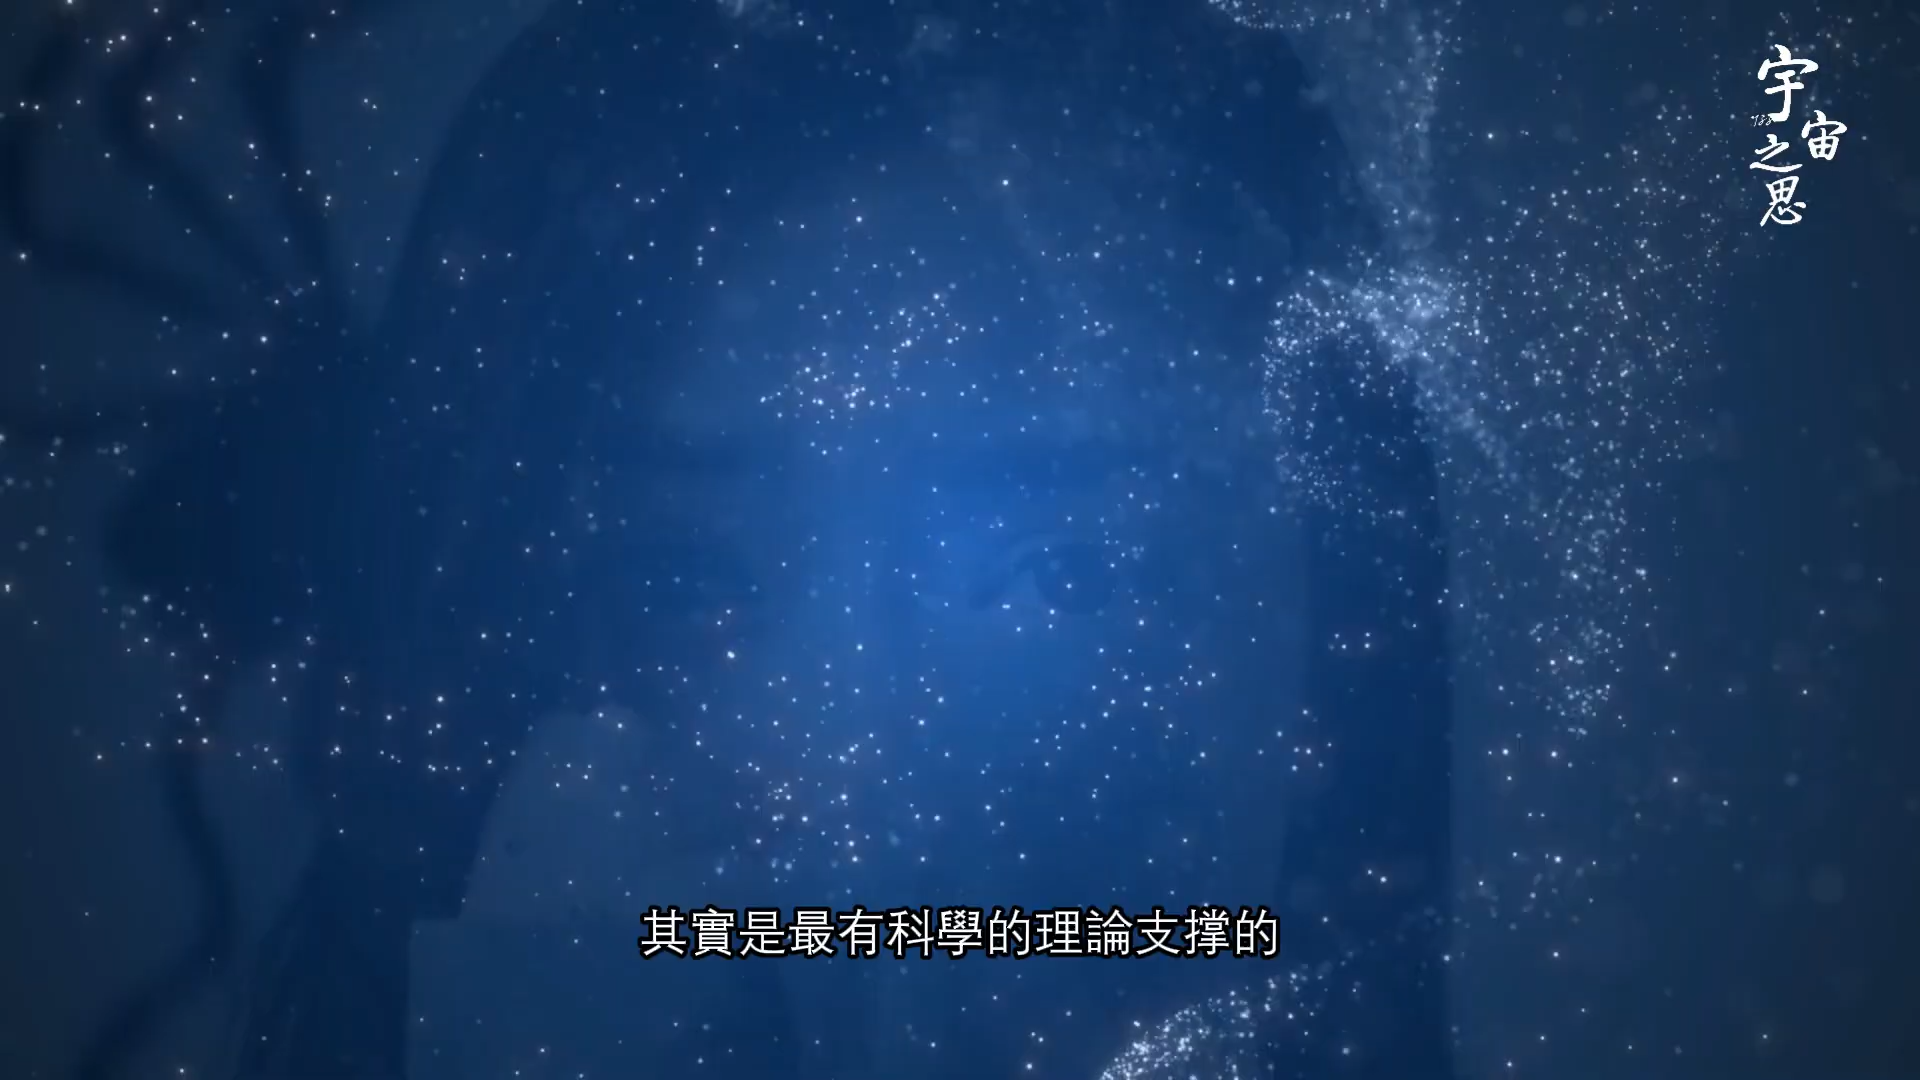 宇宙之思
其實是最有科學的理論支撐的